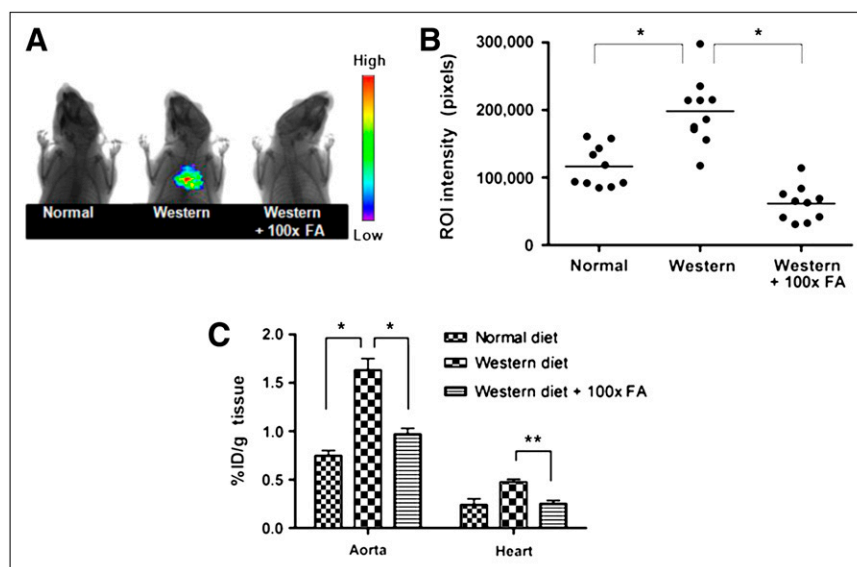 A
High
Low
Normal
Western
Western
+ 100x FA
B
ROI intensity (pixels)
300,000
200,000
100,000
0
*
*
Normal
Western
Western
+ 100x FA
C
%ID/g tissue
2.0
1.5
1.0
0.5
0.0
*
*
**
Normal diet
Western diet
Western diet + 100x FA
Aorta
Heart